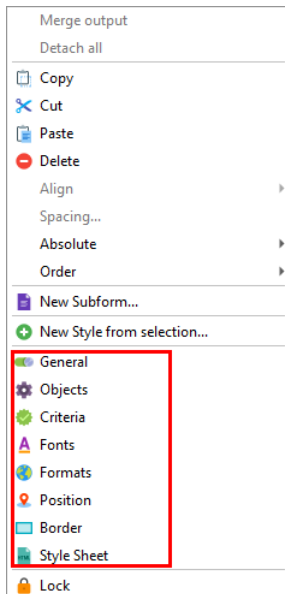 Merge output
Detach all
Copy
Cut
Paste
Delete
Align
Spacing...
Absolute
Order
New Subform...
New Style from selection...
General
Objects
Criteria
Fonts
Formats
Position
Border
Style Sheet
Lock